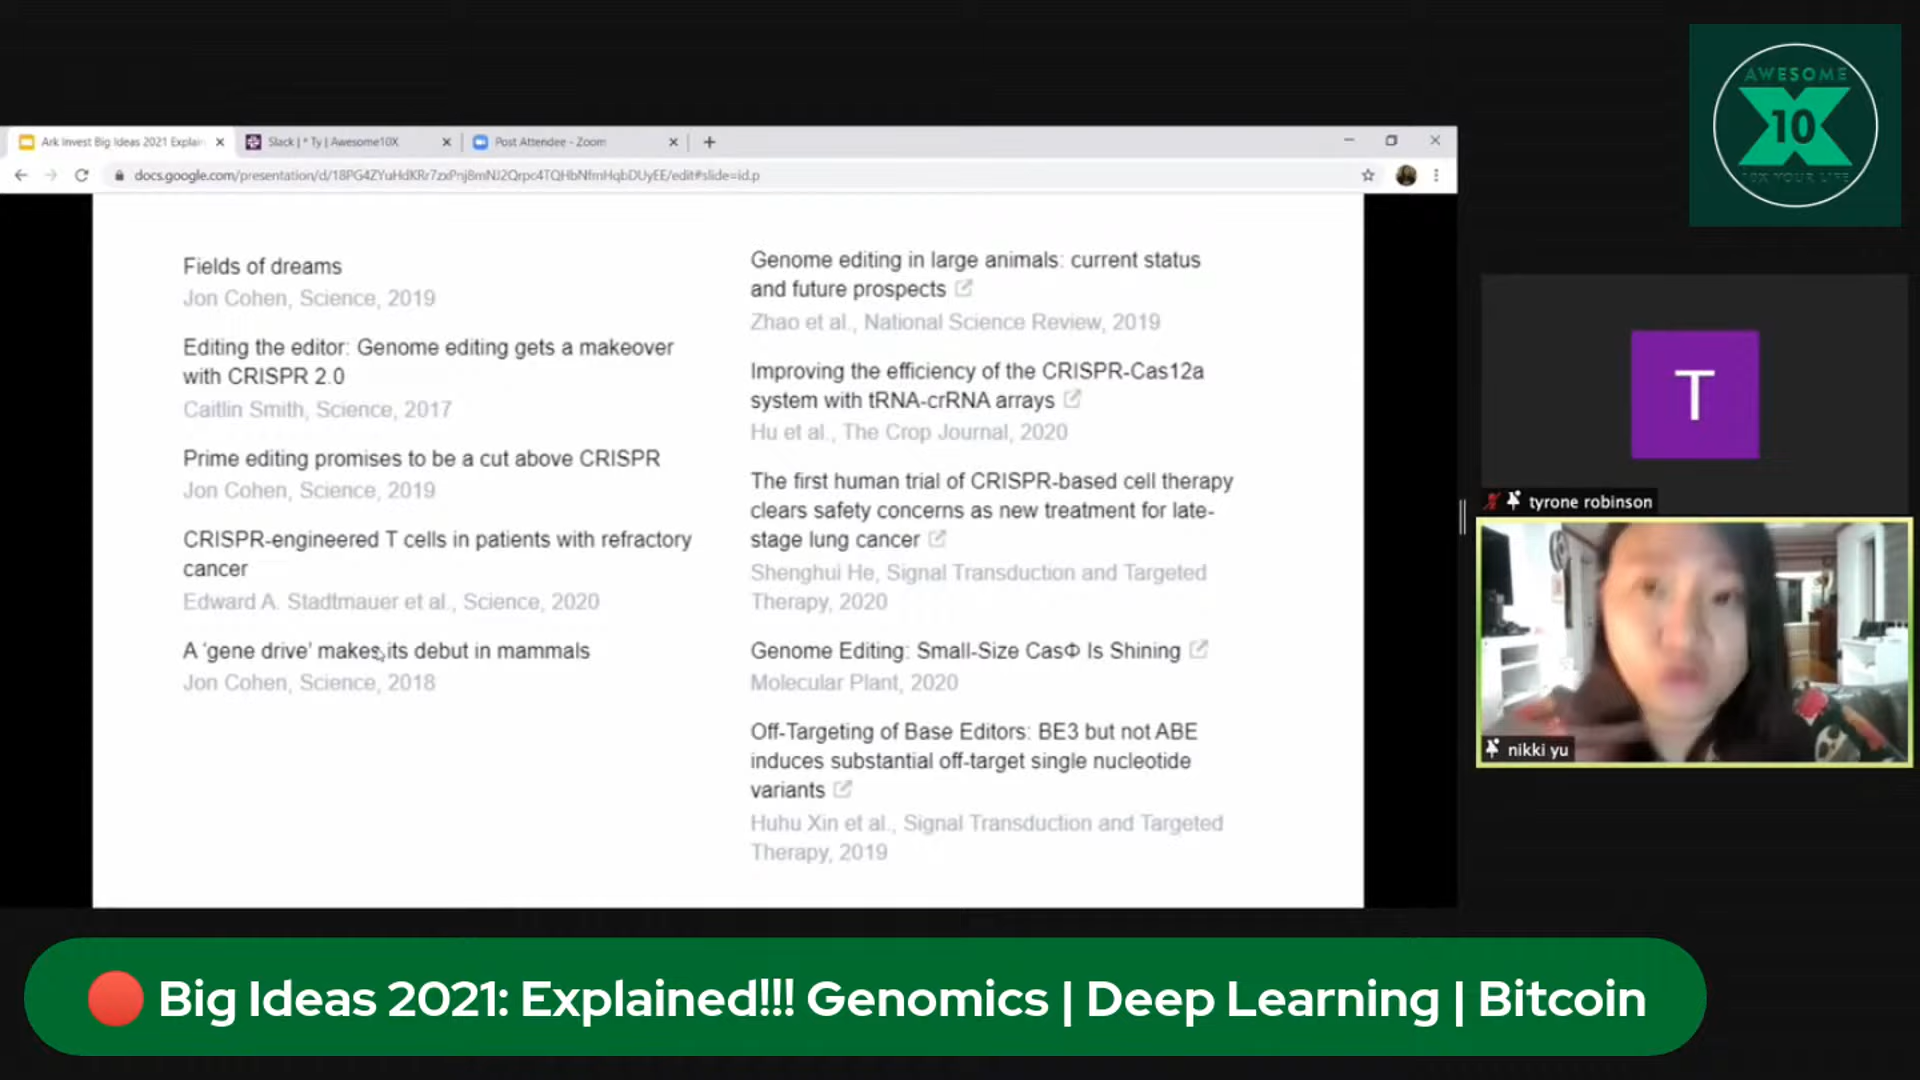 AWESOME
10
10X YOUR LIFE
Ark Invest Big Ideas 2021 Explain
Slack | * Ty | Awesome10X
Post Attendee - Zoom
docs.google.com/presentation/d/
Fields of dreams
Jon Cohen, Science, 2019
Editing the editor: Genome editing gets a makeover
with CRISPR 2.0
Caitlin Smith, Science, 2017
Prime editing promises to be a cut above CRISPR
Jon Cohen, Science, 2019
CRISPR-engineered T cells in patients with refractory
cancer
Edward A. Stadtmauer et al., Science, 2020
A ‘gene drive’ makes its debut in mammals
Jon Cohen, Science, 2018
Genome editing in large animals: current status
and future prospects
Zhao et al., National Science Review, 2019
Improving the efficiency of the CRISPR-Cas12a
system with tRNA-crRNA arrays
Hu et al., The Crop Journal, 2020
The first human trial of CRISPR-based cell therapy
clears safety concerns as new treatment for late-
stage lung cancer
Shenghui He, Signal Transduction and Targeted
Therapy, 2020
Genome Editing: Small-Size CasΦ Is Shining
Molecular Plant, 2020
Off-Targeting of Base Editors: BE3 but not ABE
induces substantial off-target single nucleotide
variants
Huhu Xin et al., Signal Transduction and Targeted
Therapy, 2019
T
tyrone robinson
nikki yu
Big Ideas 2021: Explained!!! Genomics | Deep Learning | Bitcoin